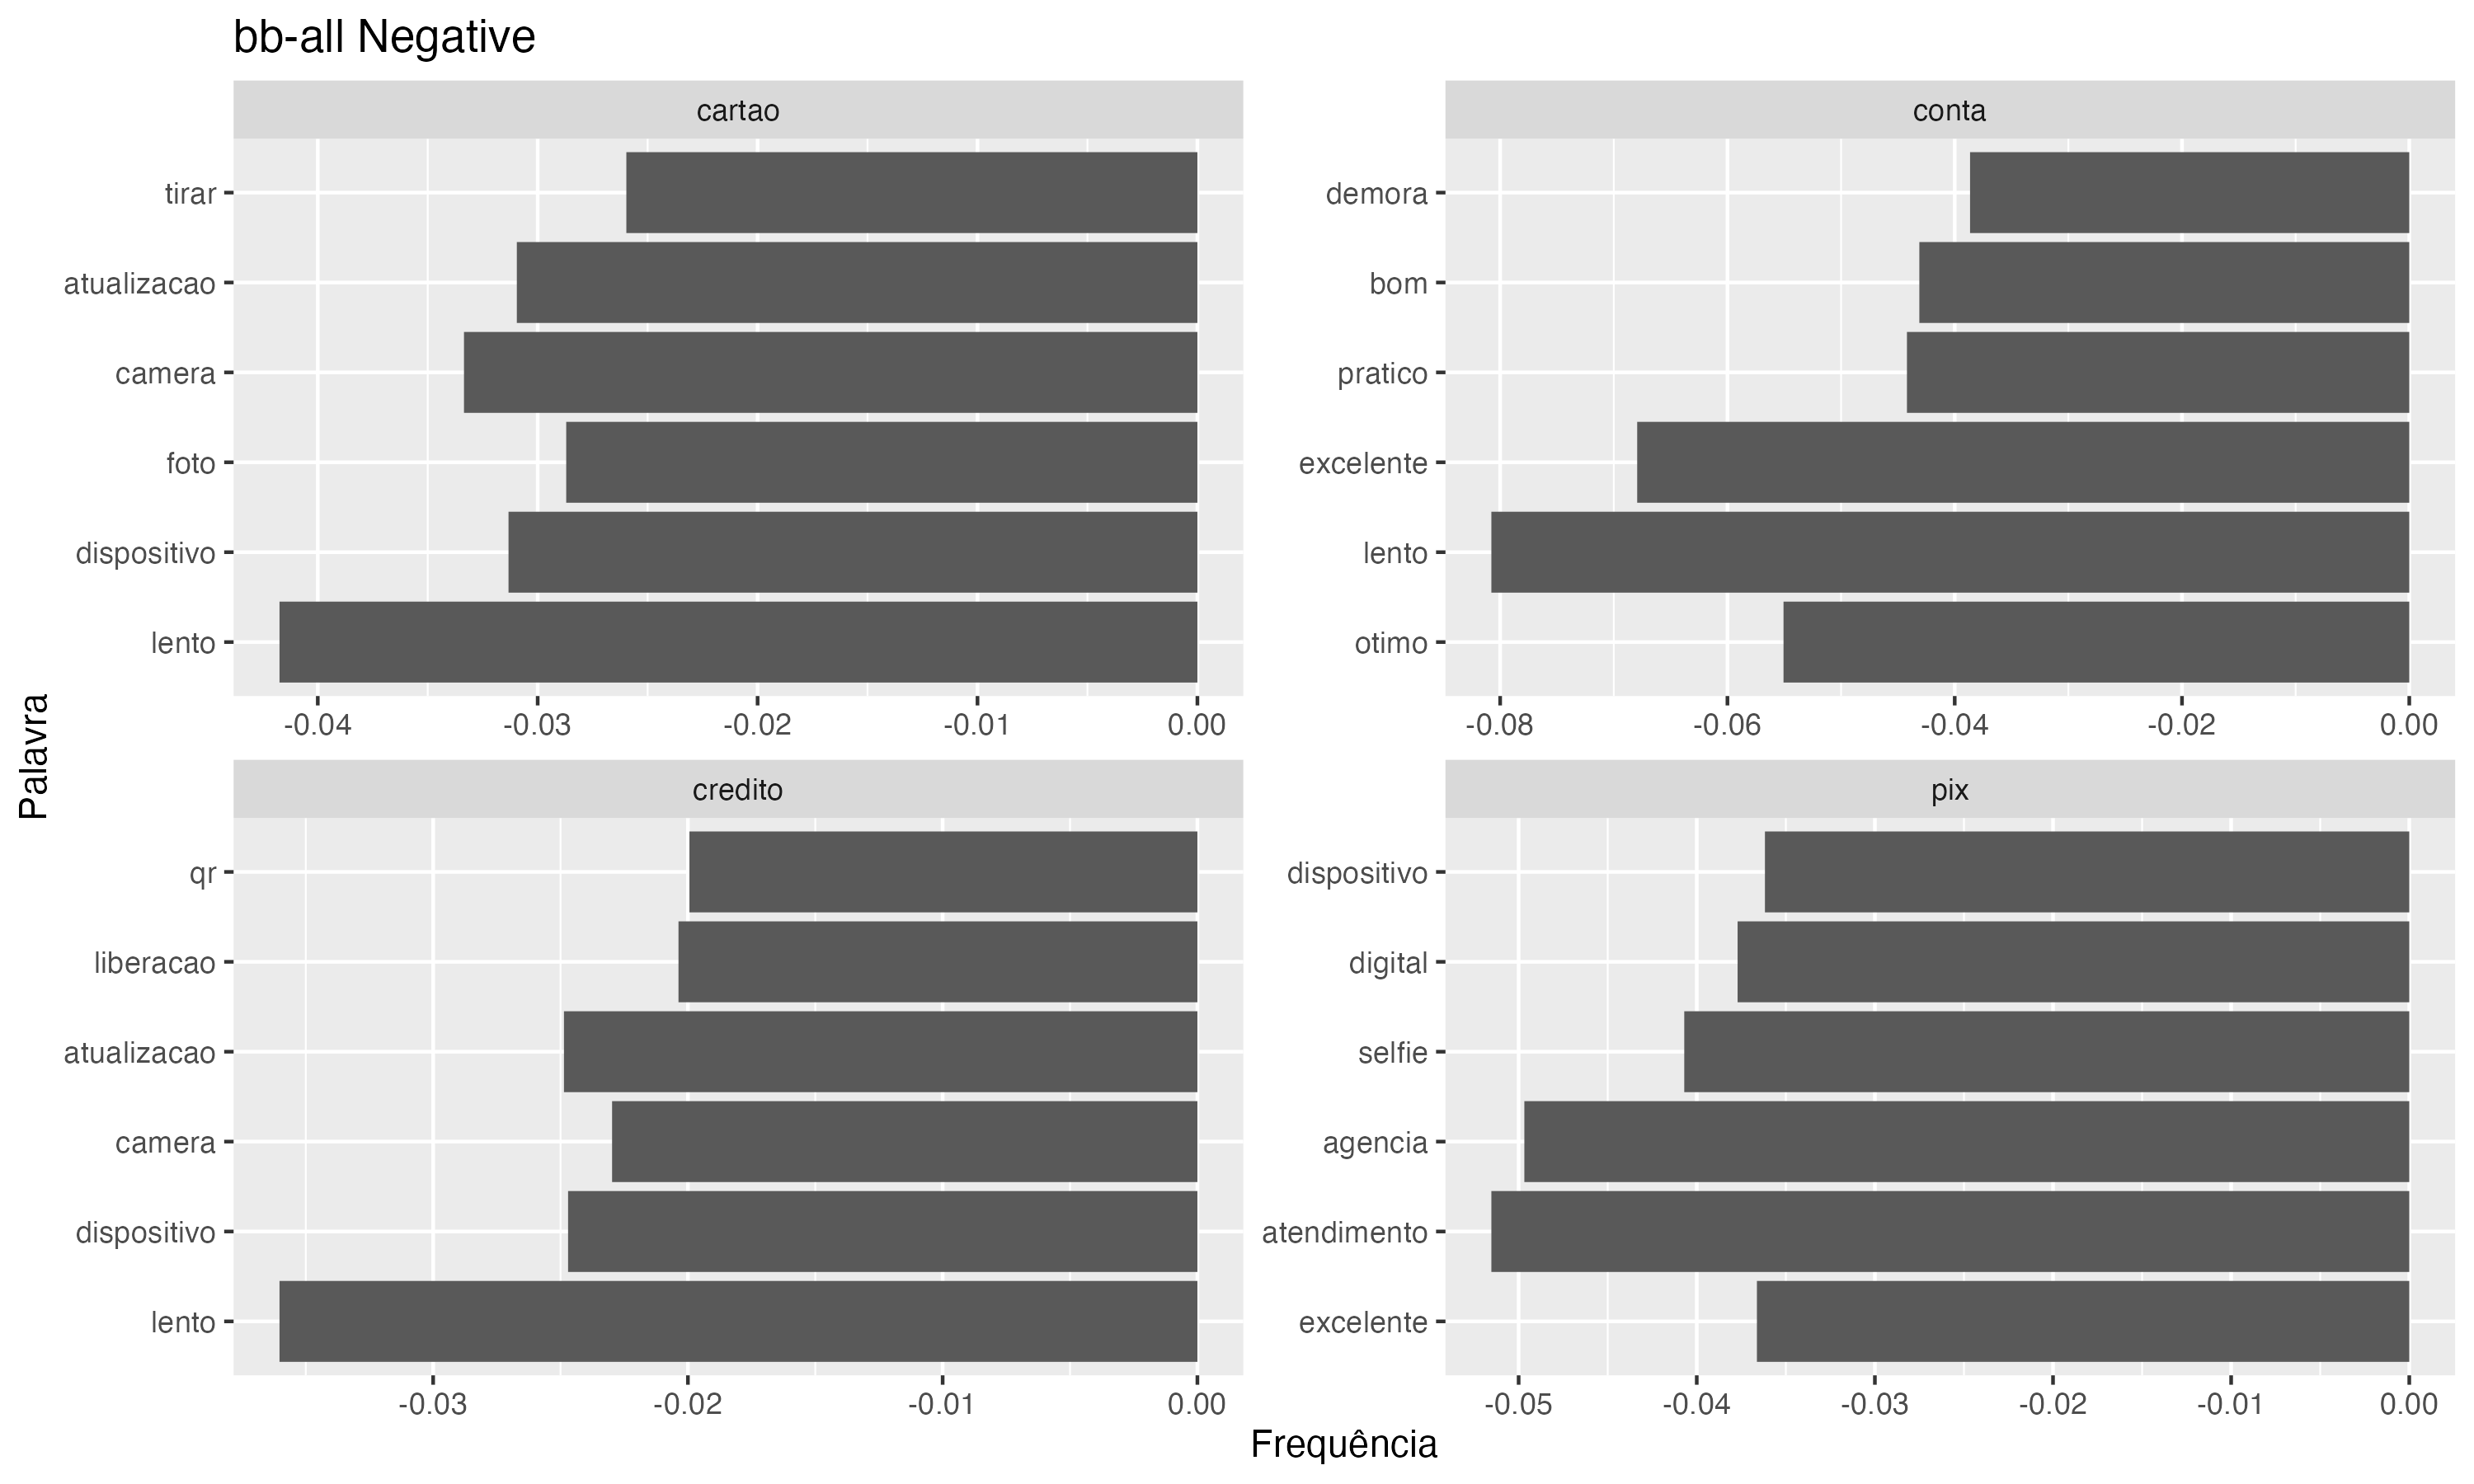 bb-all Negative
cartao
tirar
atualizacao
camera
foto
dispositivo
lento
-0.04 -0.03 -0.02 -0.01 0.00
conta
demora
bom
pratico
excelente
lento
otimo
-0.08 -0.06 -0.04 -0.02 0.00
credito
qr
liberacao
atualizacao
camera
dispositivo
lento
-0.03 -0.02 -0.01 0.00
pix
dispositivo
digital
selfie
agencia
atendimento
excelente
-0.05 -0.04 -0.03 -0.02 -0.01 0.00
Palavra
Frequência